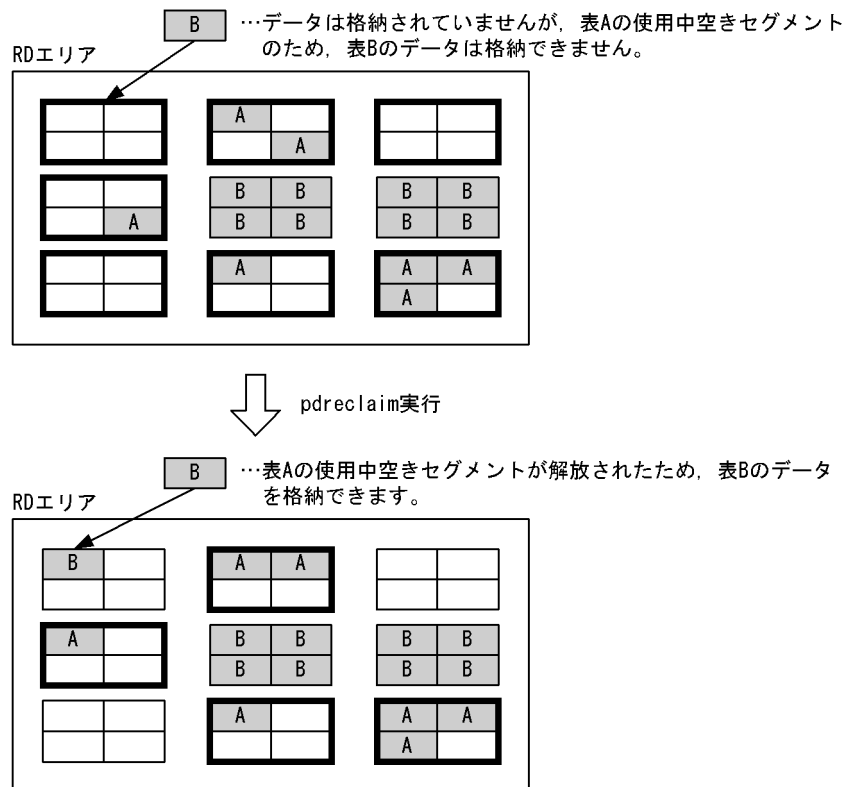 B …データは格納されていませんが，表Aの使用中空きセグメント
のため，表Bのデータは格納できません。
RDエリア
A
A
B B B B
A B B B B
A A A
A
pdreclaim実行
B …表Aの使用中空きセグメントが解放されたため，表Bのデータ
を格納できます。
RDエリア
B A A
A B B B B
B B B B
A A A
A